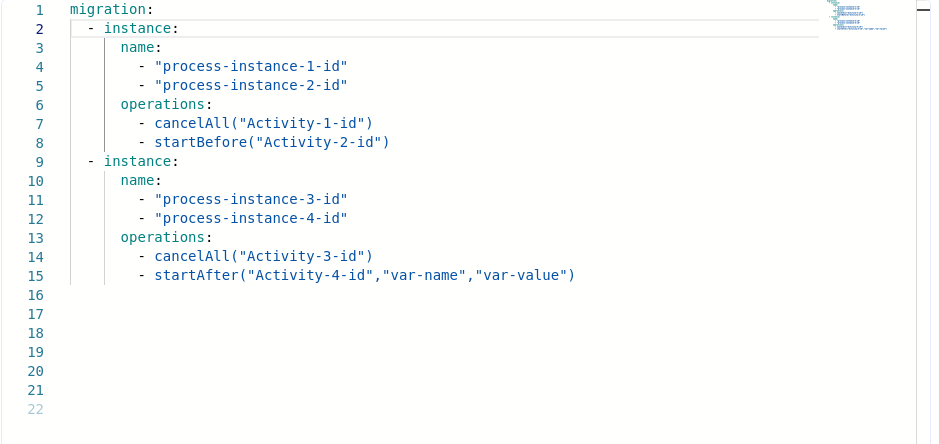 1 migration:
2   - instance:
3       name:
4         - "process-instance-1-id"
5         - "process-instance-2-id"
6       operations:
7         - cancelAll("Activity-1-id")
8         - startBefore("Activity-2-id")
9   - instance:
10       name:
11         - "process-instance-3-id"
12         - "process-instance-4-id"
13       operations:
14         - cancelAll("Activity-3-id")
15         - startAfter("Activity-4-id","var-name","var-value")
16
17
18
19
20
21
22